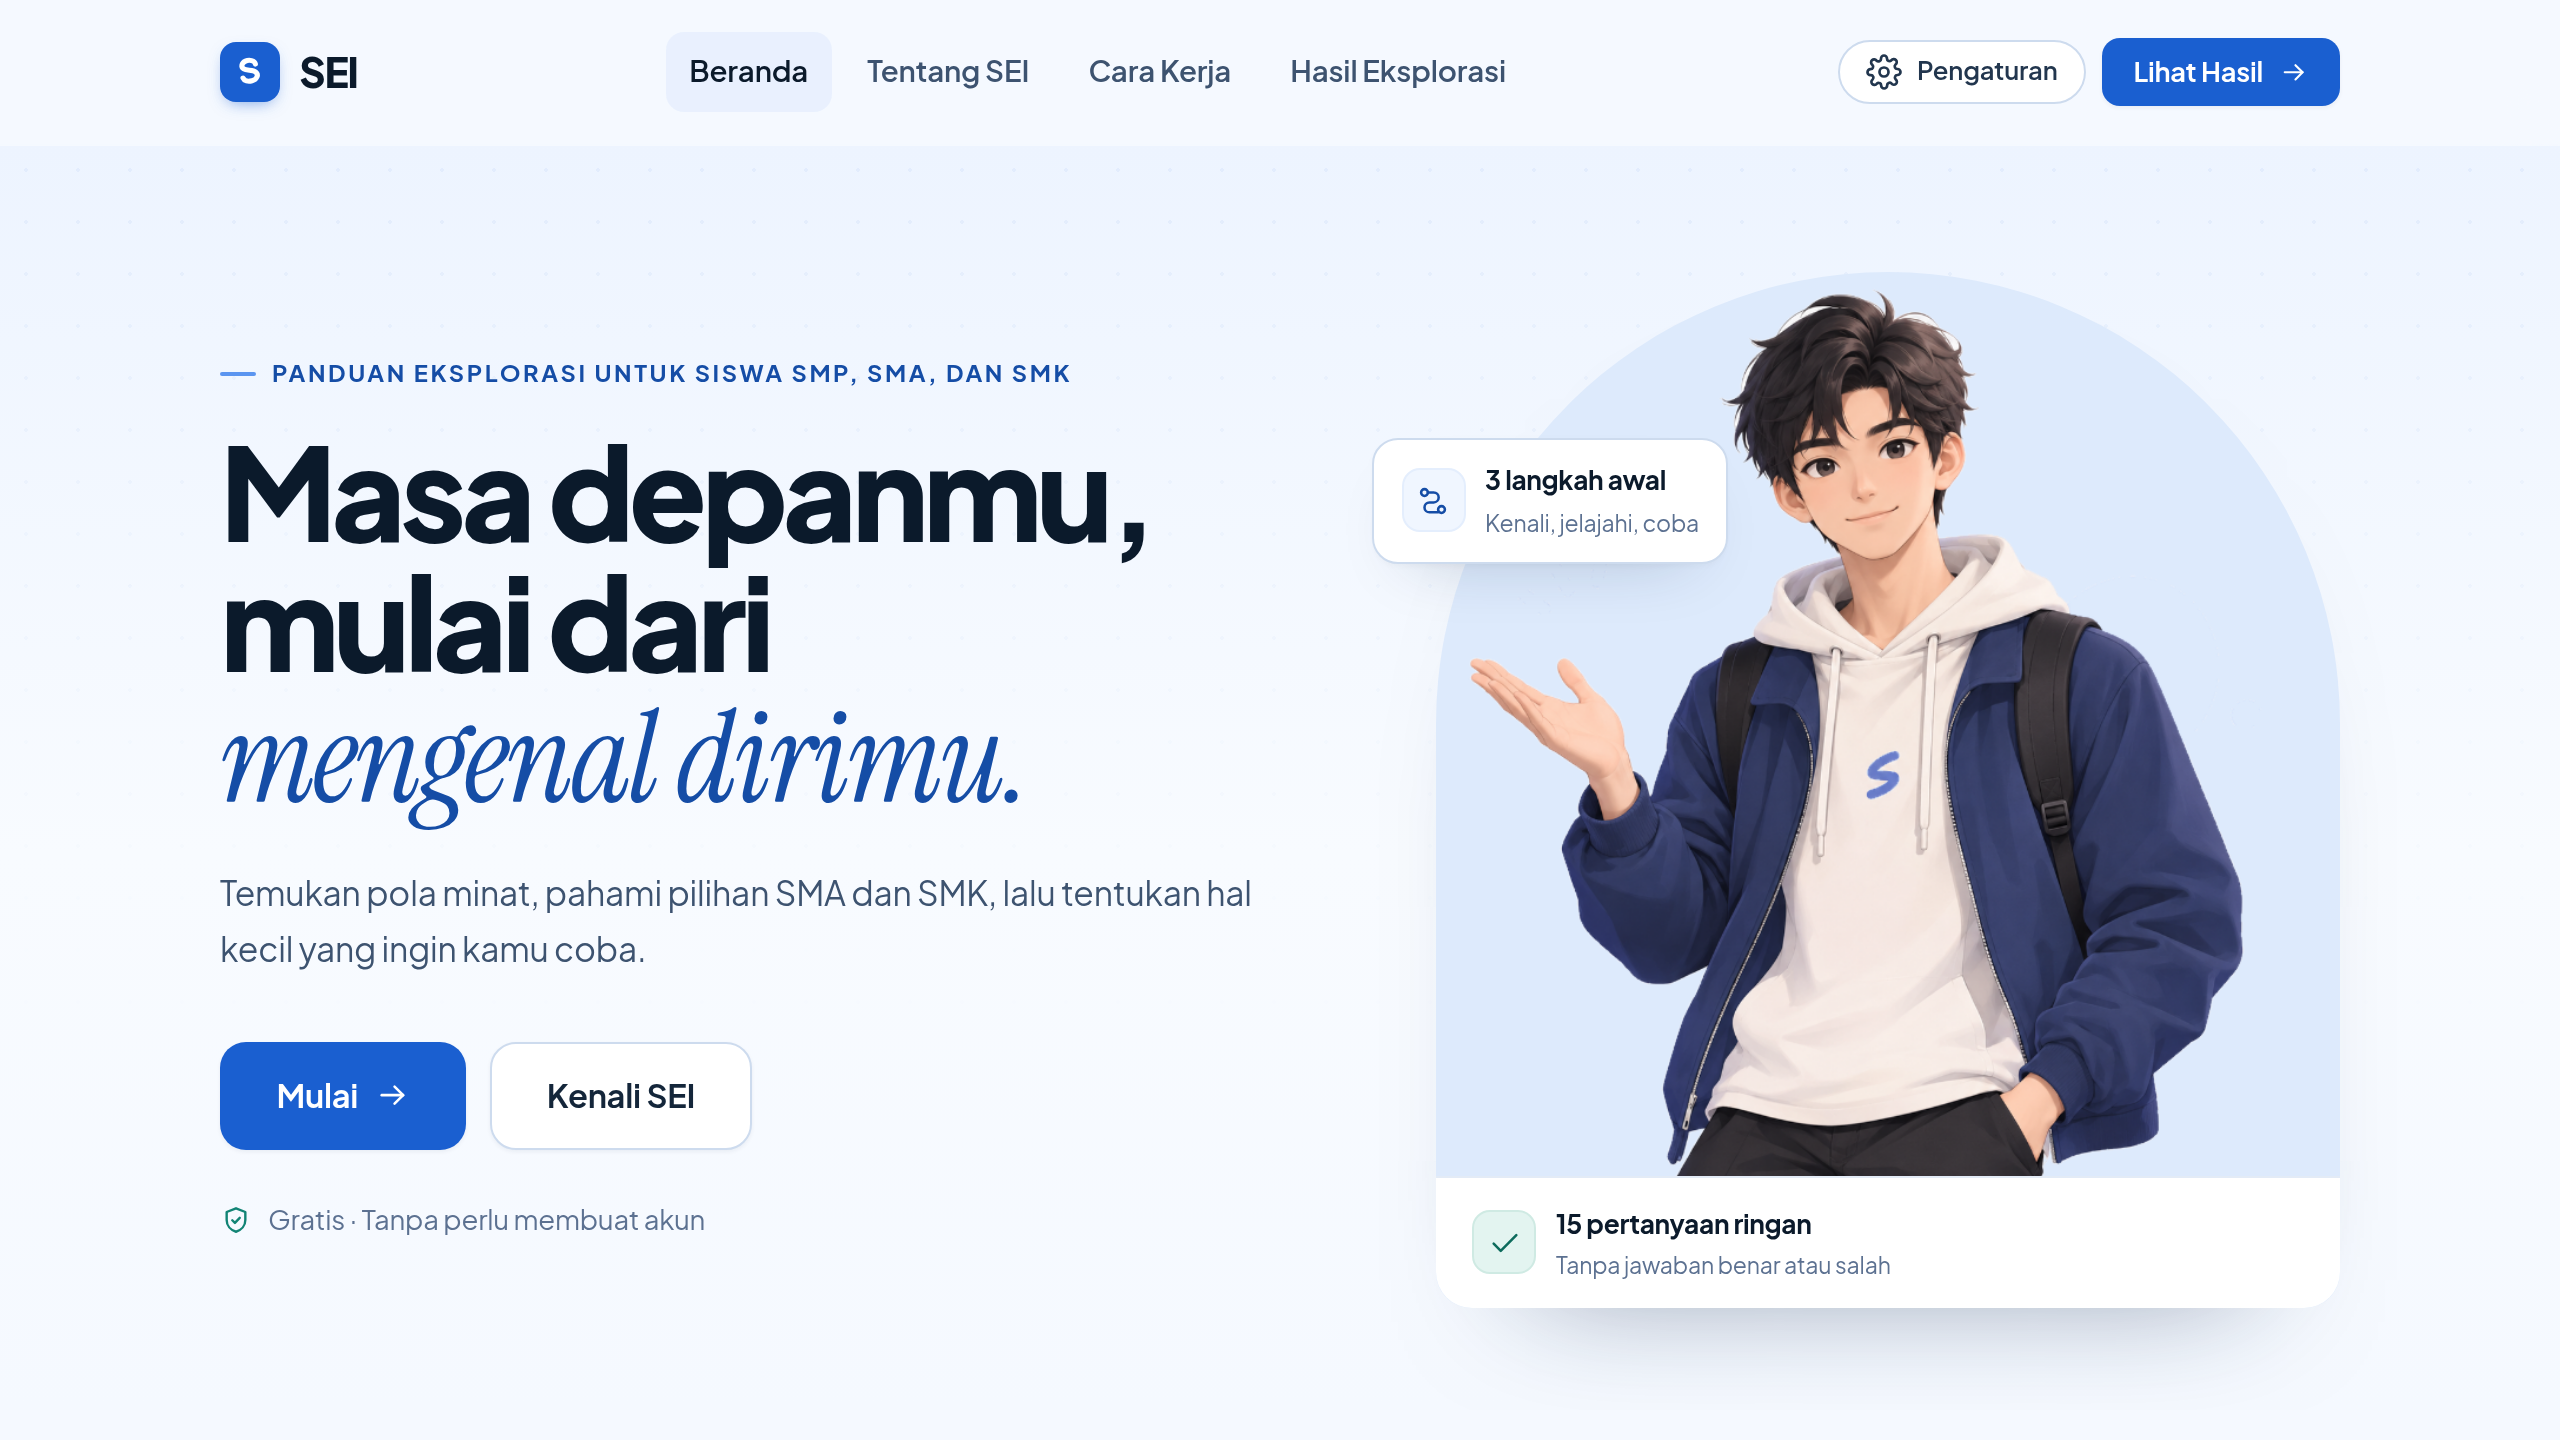 S SEI
Beranda Tentang SEI Cara Kerja Hasil Eksplorasi
Pengaturan
Lihat Hasil →
PANDUAN EKSPLORASI UNTUK SISWA SMP, SMA, DAN SMK
Masa depanmu,
mulai dari
mengenal dirimu.
Temukan pola minat, pahami pilihan SMA dan SMK, lalu tentukan hal
kecil yang ingin kamu coba.
Mulai →
Kenali SEI
Gratis · Tanpa perlu membuat akun
3 langkah awal
Kenali, jelajahi, coba
S
15 pertanyaan ringan
Tanpa jawaban benar atau salah